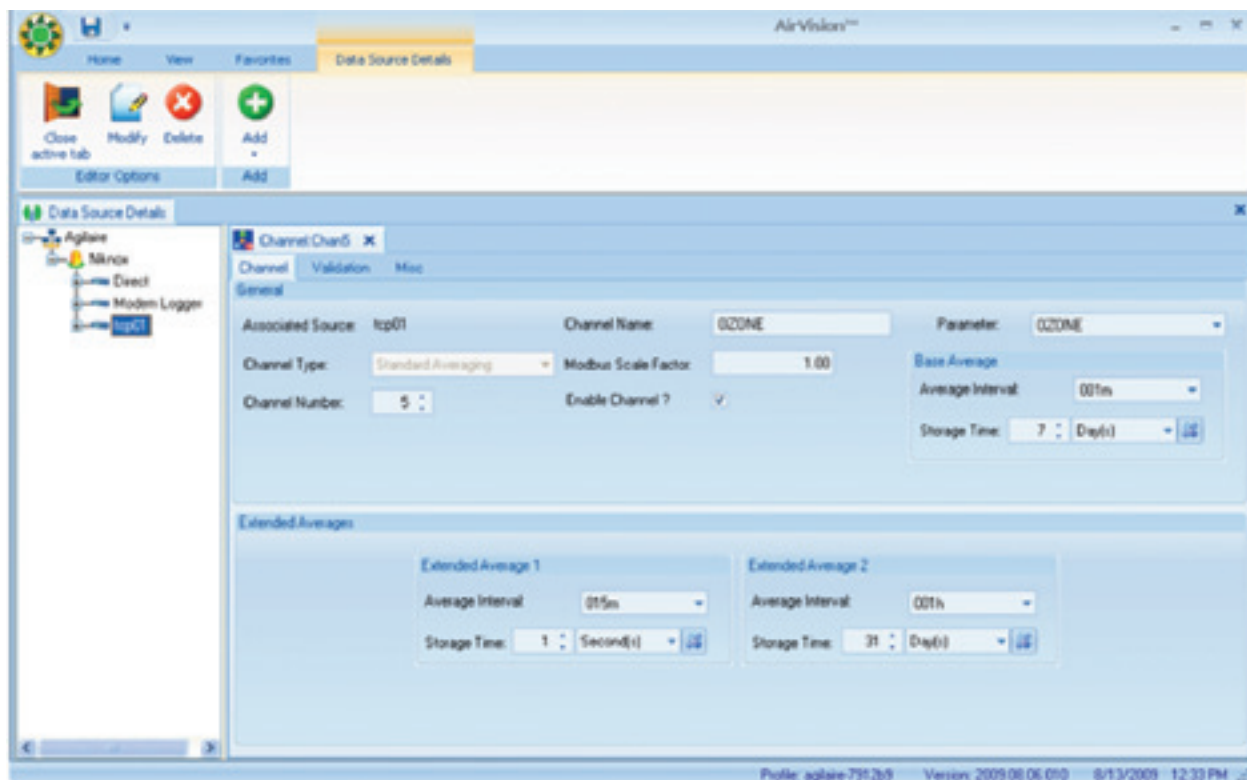 AirVision™
Home View Favorites Data Source Details
Close active tab
Modify
Delete
Add
Editor Options
Add
Data Source Details
Agilaire
Niknox
Direct
Modem Logger
tcp01
Channel:Chan5
Channel Validation Misc
General
Associated Source: tcp01
Channel Name: OZONE
Parameter: OZONE
Channel Type: Standard Averaging
Modbus Scale Factor: 1.00
Base Average
Average Interval: 001m
Channel Number: 5
Enable Channel ?
Storage Time: 7 Day(s)
Extended Averages
Extended Average 1
Average Interval: 015m
Storage Time: 1 Second(s)
Extended Average 2
Average Interval: 001h
Storage Time: 31 Day(s)
Profile: agilaire-7912b9 Version: 2009.08.06.010 8/13/2009 12:33 PM